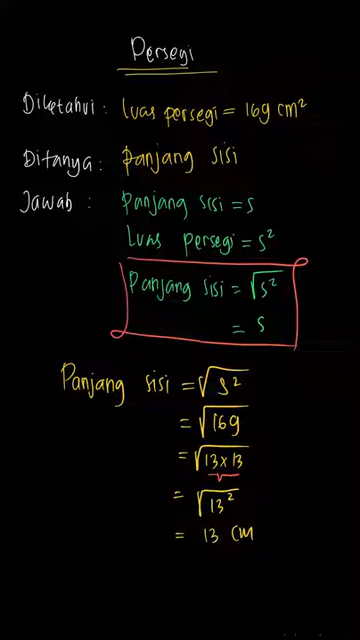 Persegi
Diketahui : Luas persegi = 169 cm²
Ditanya : Panjang sisi
Jawab : Panjang sisi = s
Luas persegi = s²
Panjang sisi = √s²
= s
Panjang sisi = √s²
= √169
= √13 x 13
= √13²
= 13 cm